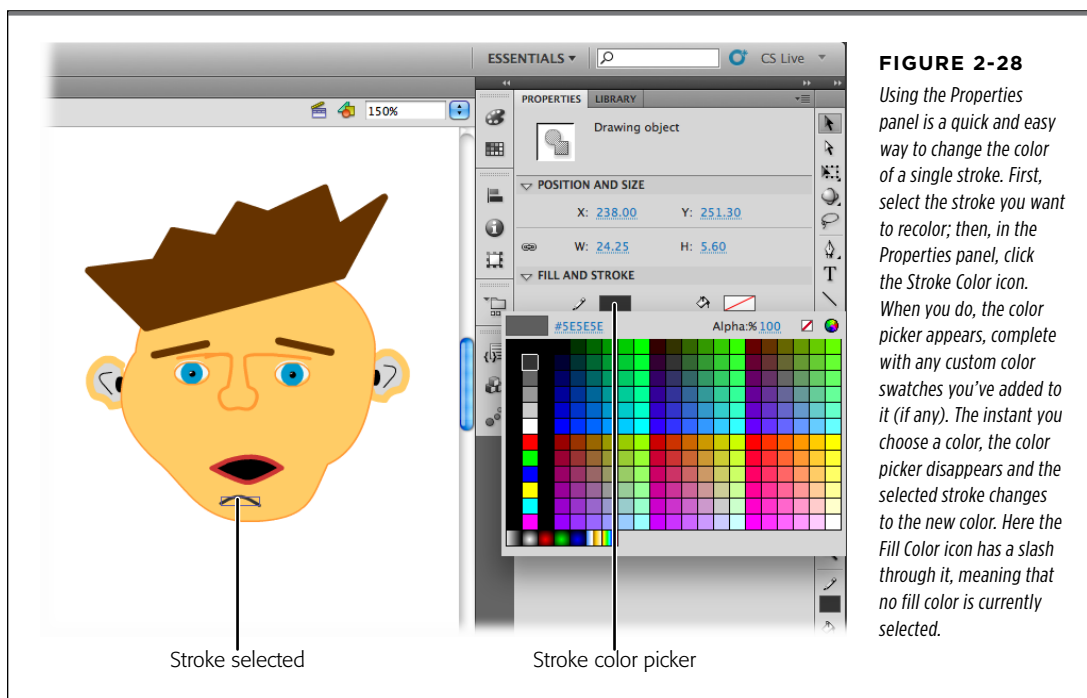 ESSENTIALS
CS Live
PROPERTIES LIBRARY
150%
Drawing object
POSITION AND SIZE
X: 238.00 Y: 251.30
W: 24.25 H: 5.60
FILL AND STROKE
#5E5E5E Alpha:% 100
T
Stroke selected
Stroke color picker
FIGURE 2-28
Using the Properties
panel is a quick and easy
way to change the color
of a single stroke. First,
select the stroke you want
to recolor; then, in the
Properties panel, click
the Stroke Color icon.
When you do, the color
picker appears, complete
with any custom color
swatches you’ve added to
it (if any). The instant you
choose a color, the color
picker disappears and the
selected stroke changes
to the new color. Here the
Fill Color icon has a slash
through it, meaning that
no fill color is currently
selected.